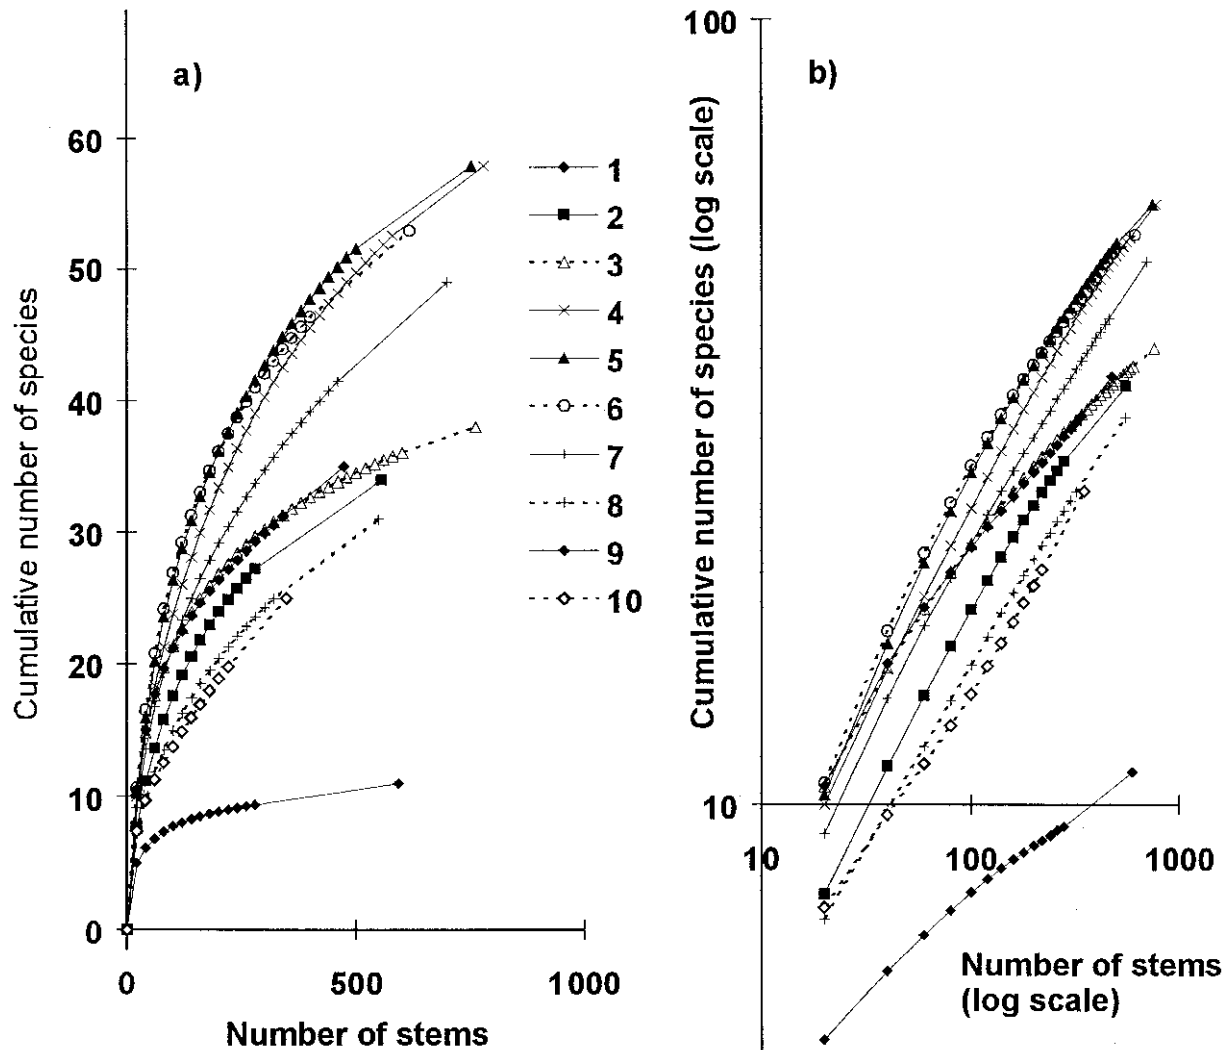 a)
Cumulative number of species
60
50
40
30
20
10
0
0 500 1000
Number of stems
1
2
3
4
5
6
7
8
9
10
b)
Cumulative number of species (log scale)
100
10
10 100 1000
Number of stems
(log scale)